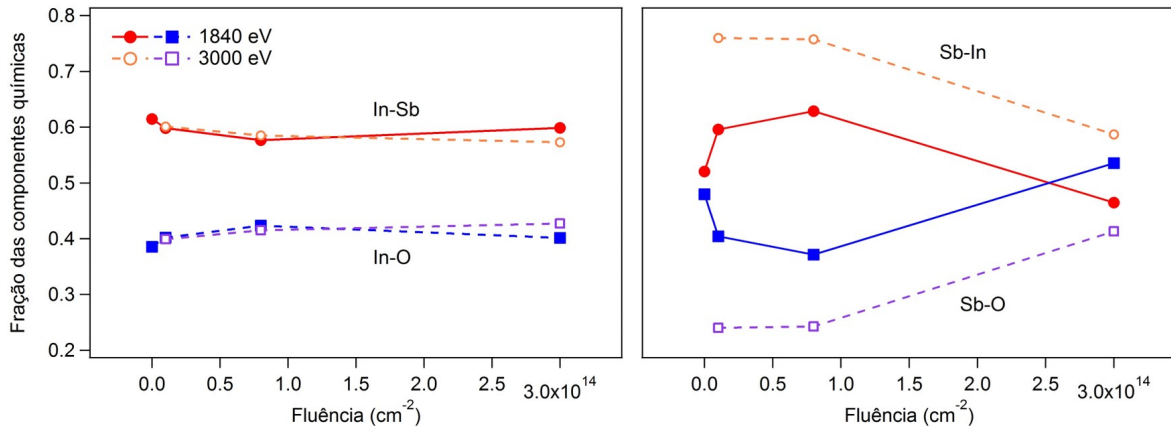 Fração das componentes químicas
0.8
0.7
0.6
0.5
0.4
0.3
0.2
1840 eV
3000 eV
In-Sb
In-O
0.0
0.5
1.0
1.5
2.0
2.5
3.0x10^14
Fluência (cm^-2)
Sb-In
Sb-O
0.0
0.5
1.0
1.5
2.0
2.5
3.0x10^14
Fluência (cm^-2)